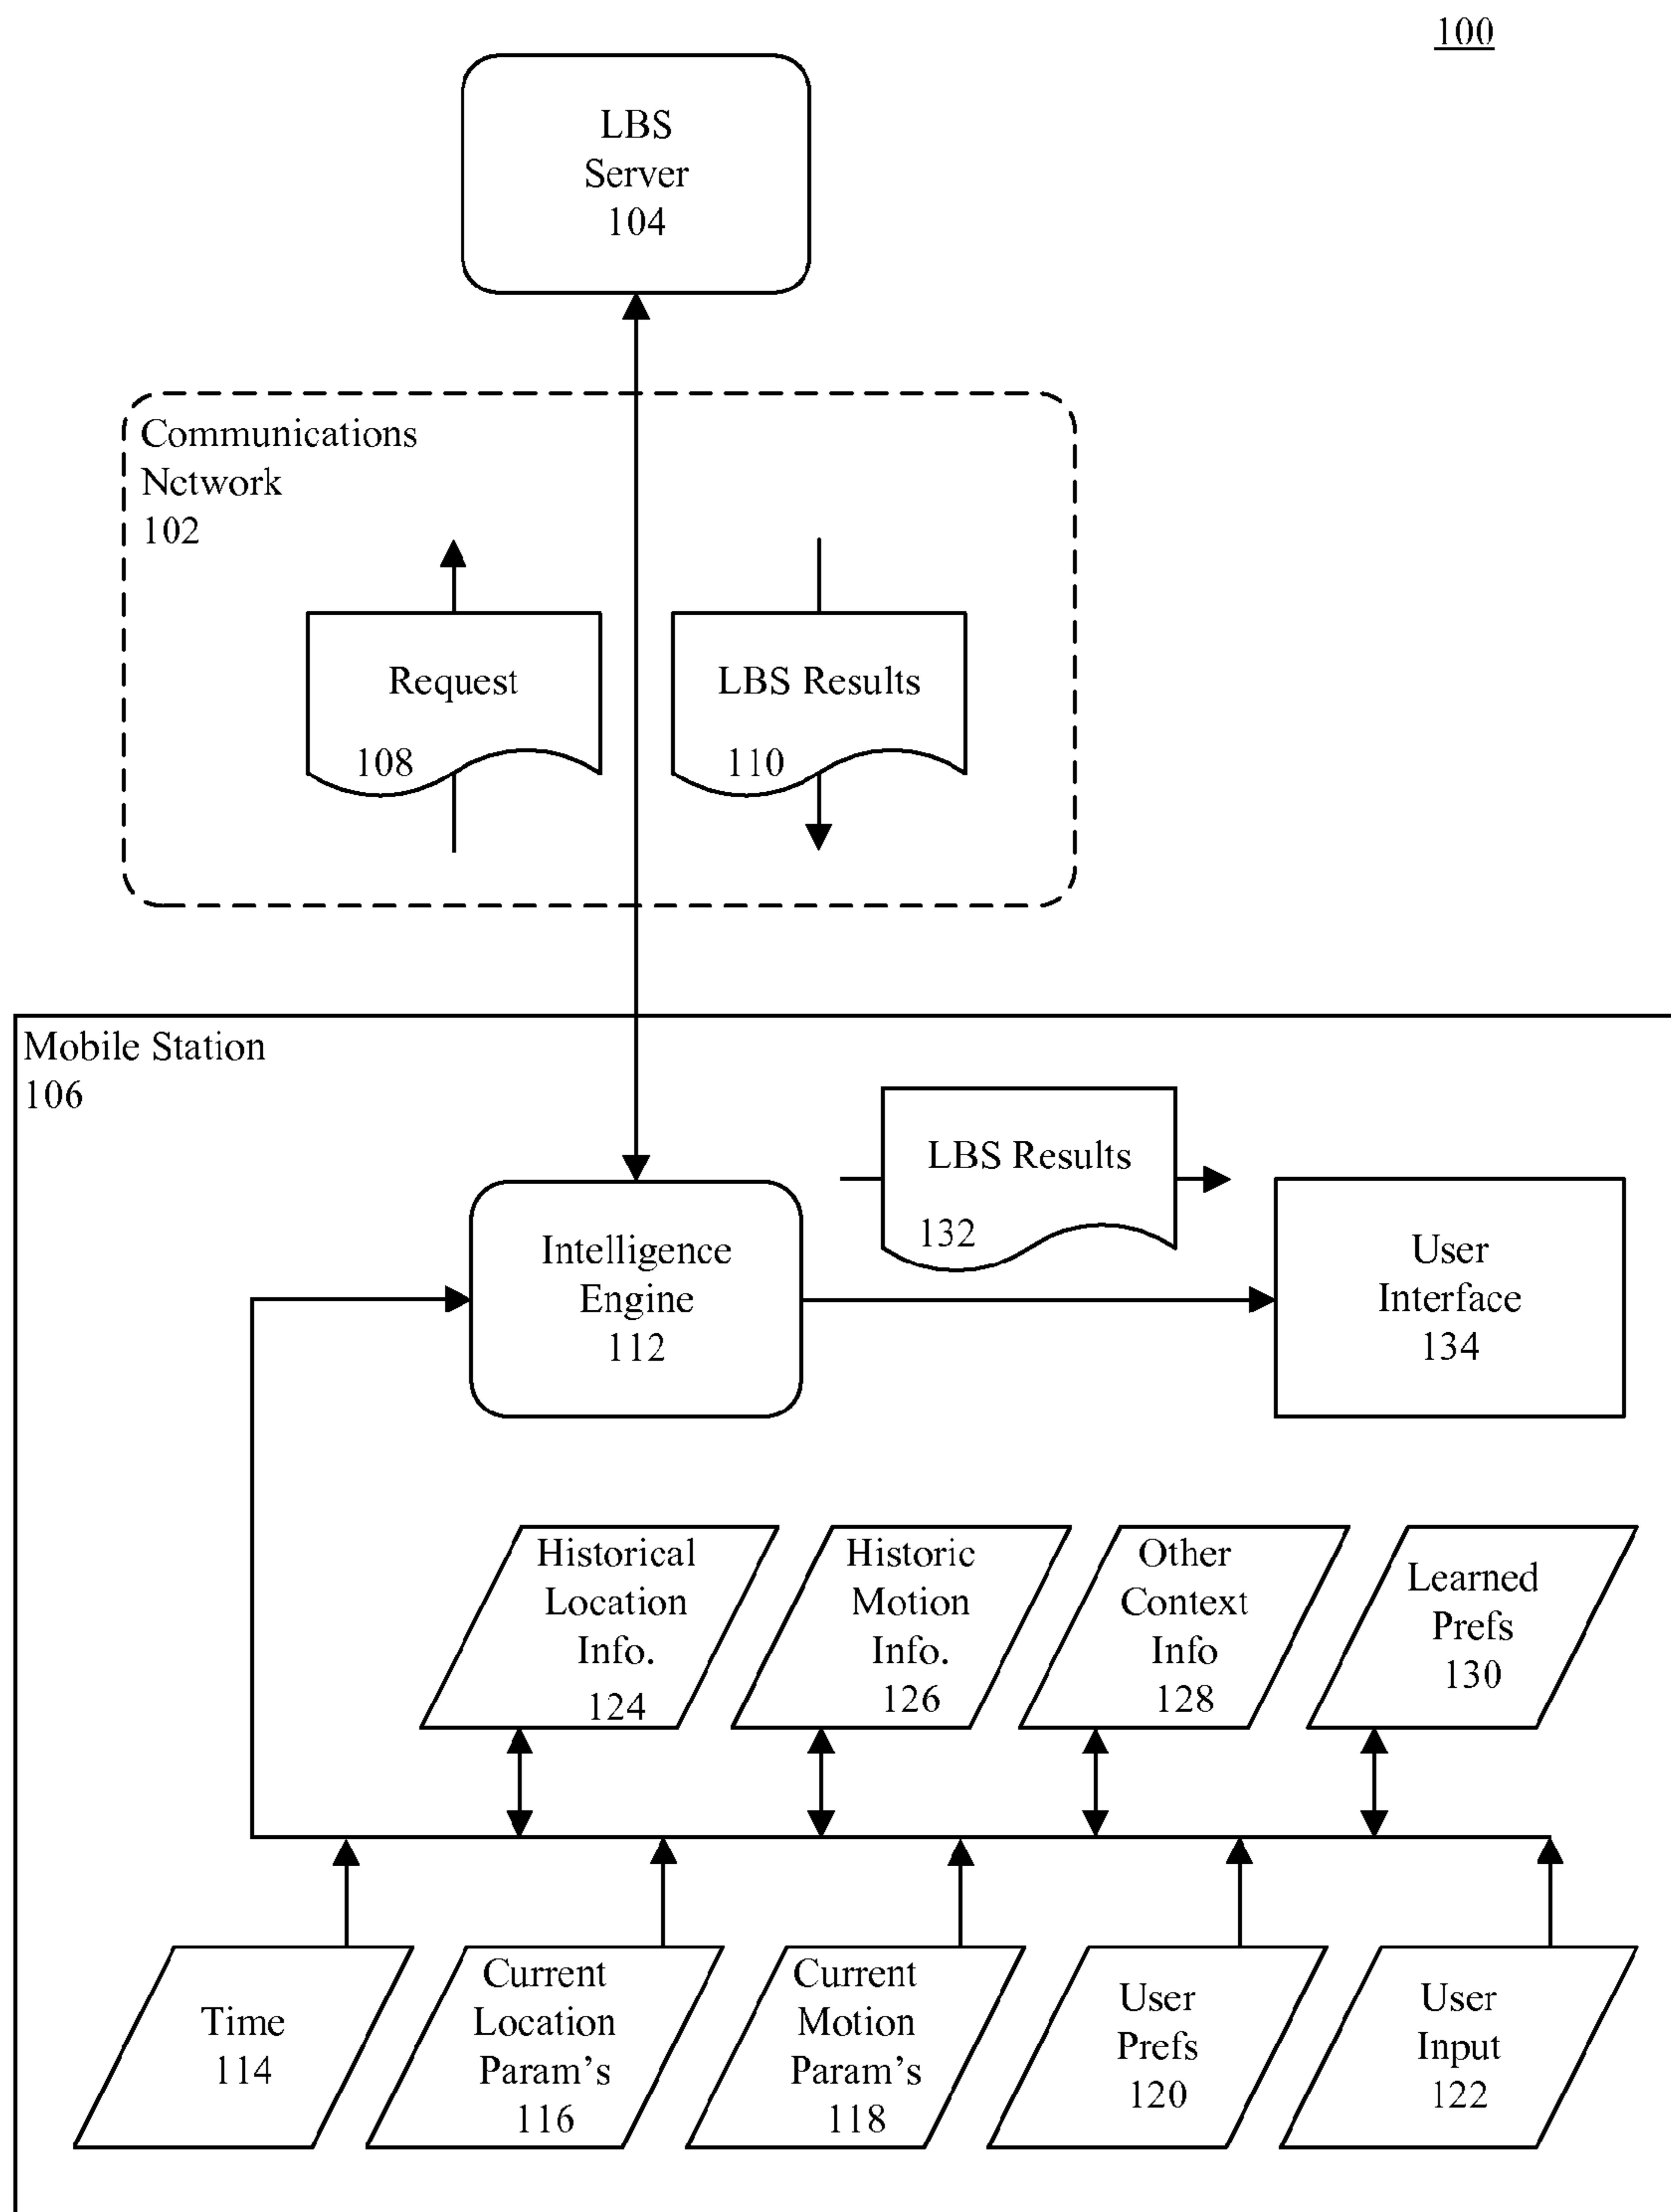 100
LBS
Server
104
Communications
Network
102
Request
108
LBS Results
110
Mobile Station
106
LBS Results
132
Intelligence
Engine
112
User
Interface
134
Historical
Location
Info.
124
Historic
Motion
Info.
126
Other
Context
Info
128
Learned
Prefs
130
Time
114
Current
Location
Param's
116
Current
Motion
Param's
118
User
Prefs
120
User
Input
122